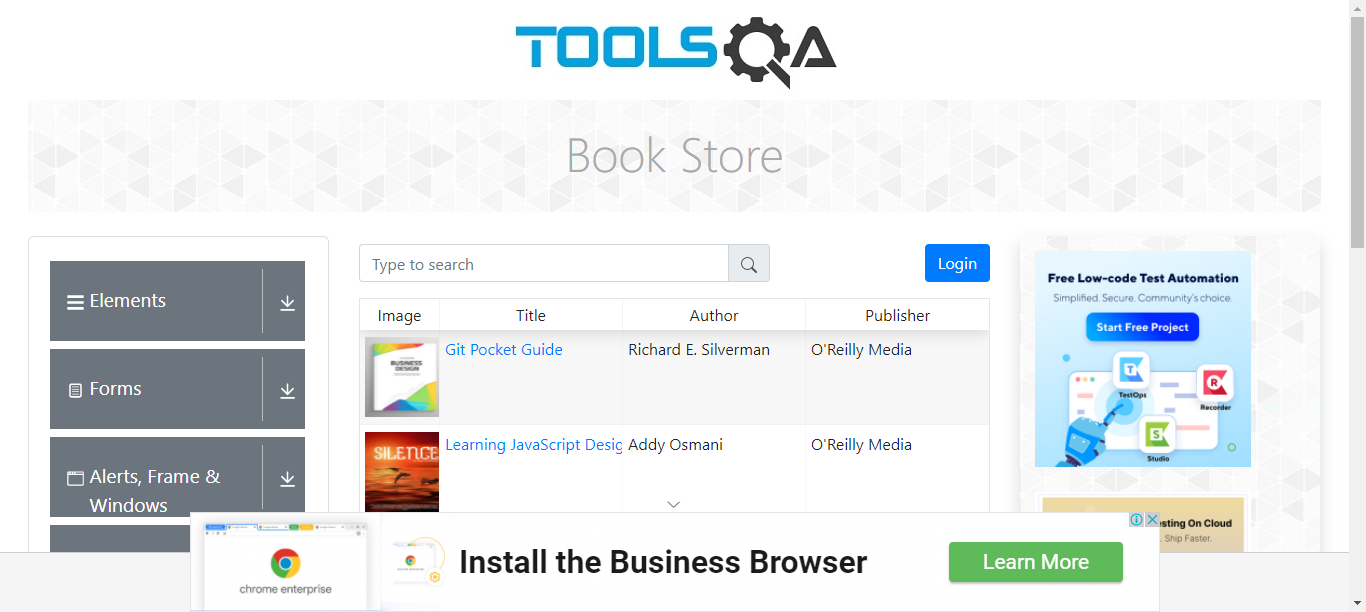 TOOLSQA
Book Store
Elements
Forms
Alerts, Frame &
Windows
Type to search
Login
Image Title Author Publisher
BUSINESS
DESIGN
Git Pocket Guide Richard E. Silverman O'Reilly Media
SILENCE
Learning JavaScript Desig Addy Osmani O'Reilly Media
Free Low-code Test Automation
Simplified. Secure. Community's choice.
Start Free Project
TestOps
Recorder
Studio
sting On Cloud
. Ship Faster.
chrome enterprise
Install the Business Browser
Learn More